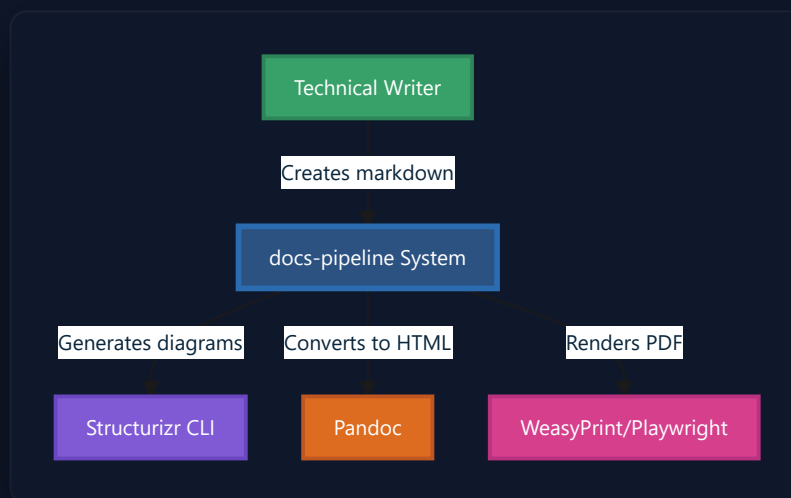 Technical Writer
Creates markdown
docs-pipeline System
Generates diagrams
Converts to HTML
Renders PDF
Structurizr CLI
Pandoc
WeasyPrint/Playwright